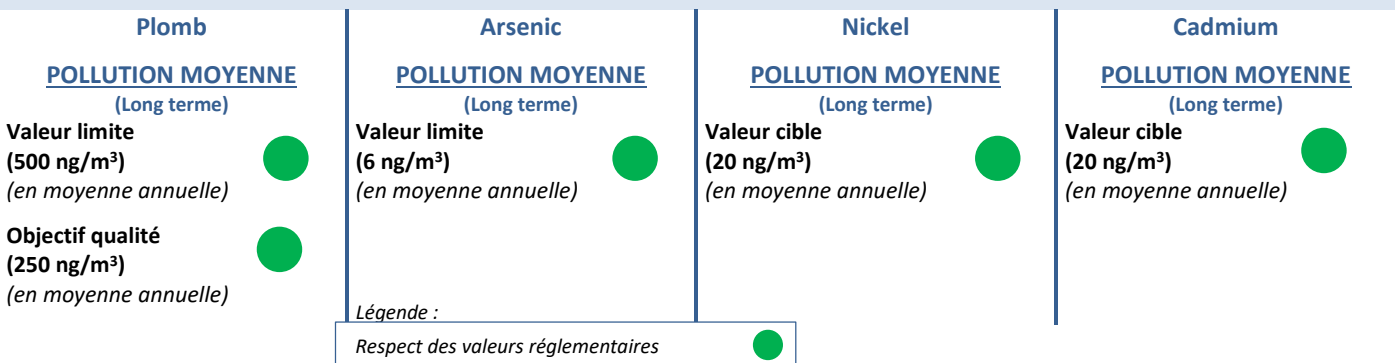 Plomb
POLLUTION MOYENNE
(Long terme)
Valeur limite
(500 ng/m³)
(en moyenne annuelle)
Objectif qualité
(250 ng/m³)
(en moyenne annuelle)
Arsenic
POLLUTION MOYENNE
(Long terme)
Valeur limite
(6 ng/m³)
(en moyenne annuelle)
Légende :
Respect des valeurs réglementaires
Nickel
POLLUTION MOYENNE
(Long terme)
Valeur cible
(20 ng/m³)
(en moyenne annuelle)
Cadmium
POLLUTION MOYENNE
(Long terme)
Valeur cible
(20 ng/m³)
(en moyenne annuelle)